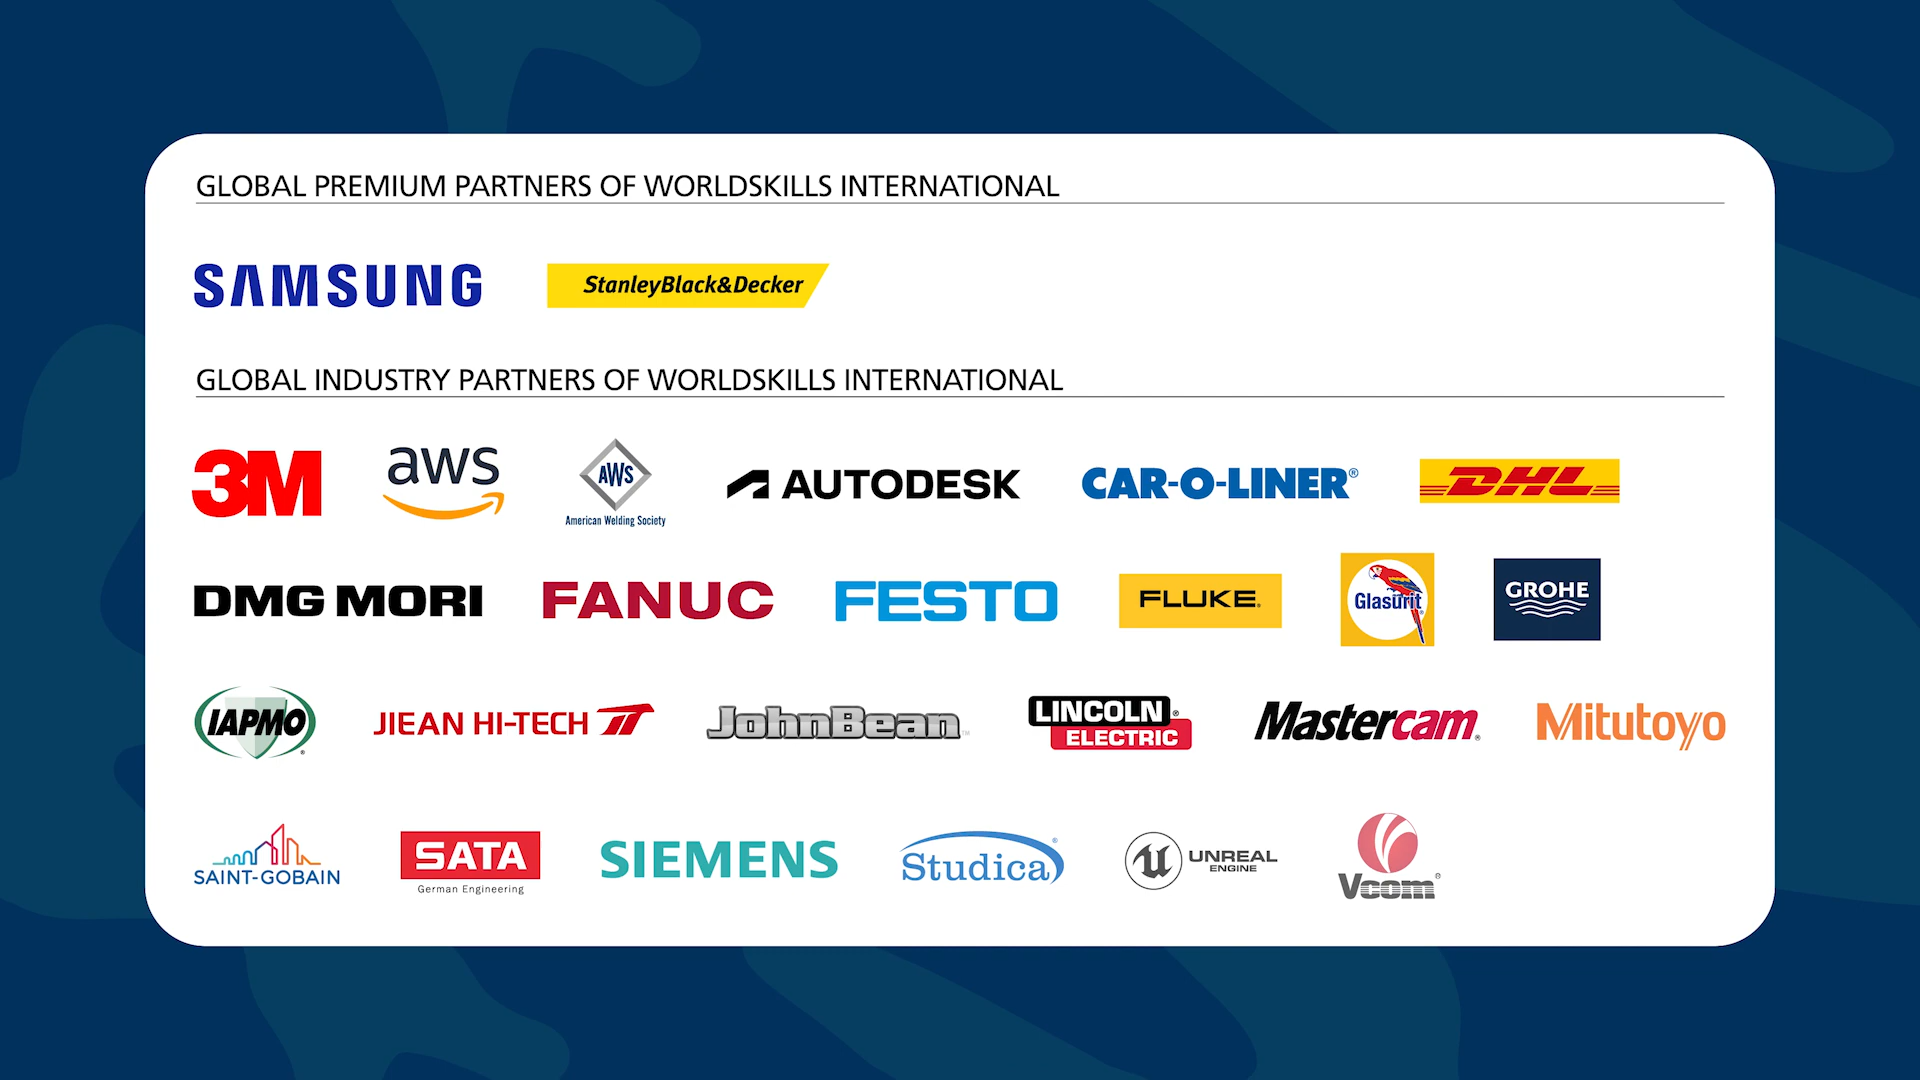 GLOBAL PREMIUM PARTNERS OF WORLDSKILLS INTERNATIONAL
SAMSUNG
StanleyBlack&Decker
GLOBAL INDUSTRY PARTNERS OF WORLDSKILLS INTERNATIONAL
3M
aws
AWS
American Welding Society
AUTODESK
CAR-O-LINER®
DHL
DMG MORI
FANUC
FESTO
FLUKE®
Glasurit
GROHE
IAPMO®
JIEAN HI-TECH
JohnBean™
LINCOLN®
ELECTRIC
Mastercam®
Mitutoyo
SAINT-GOBAIN
SATA
German Engineering
SIEMENS
Studica®
UNREAL
ENGINE
Vcom®